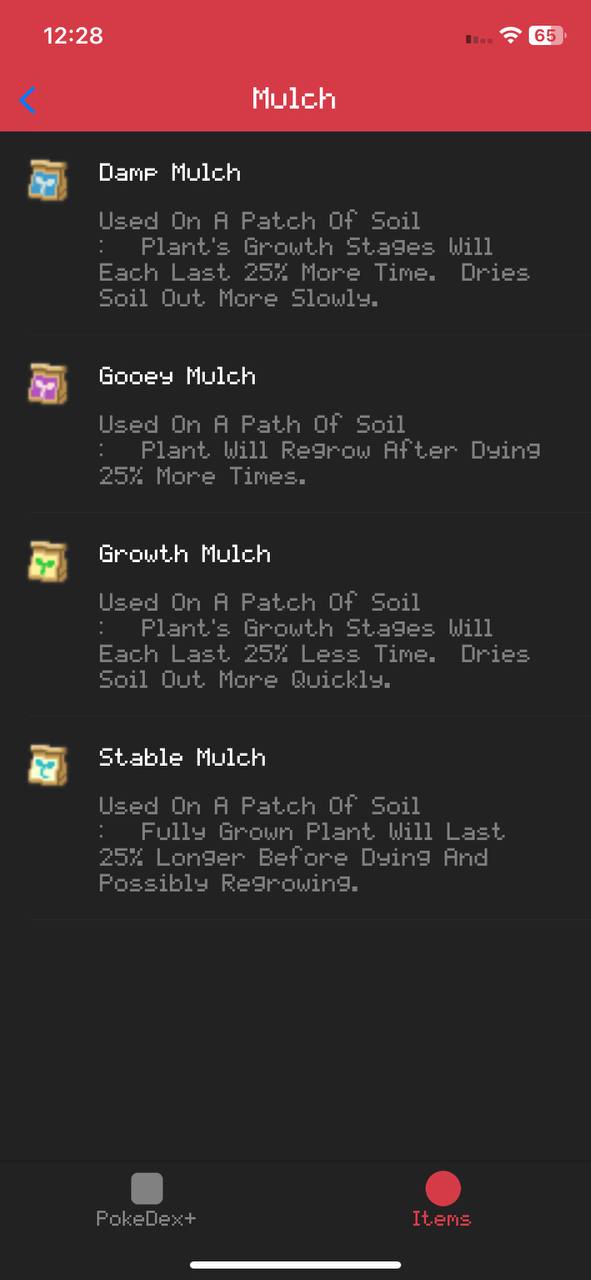 12:28
65
Mulch
Damp Mulch
Used On A Patch Of Soil
:   Plant's Growth Stages Will
Each Last 25% More Time.  Dries
Soil Out More Slowly.
Gooey Mulch
Used On A Path Of Soil
:   Plant Will Regrow After Dying
25% More Times.
Growth Mulch
Used On A Patch Of Soil
:   Plant's Growth Stages Will
Each Last 25% Less Time.  Dries
Soil Out More Quickly.
Stable Mulch
Used On A Patch Of Soil
:   Fully Grown Plant Will Last
25% Longer Before Dying And
Possibly Regrowing.
PokeDex+
Items